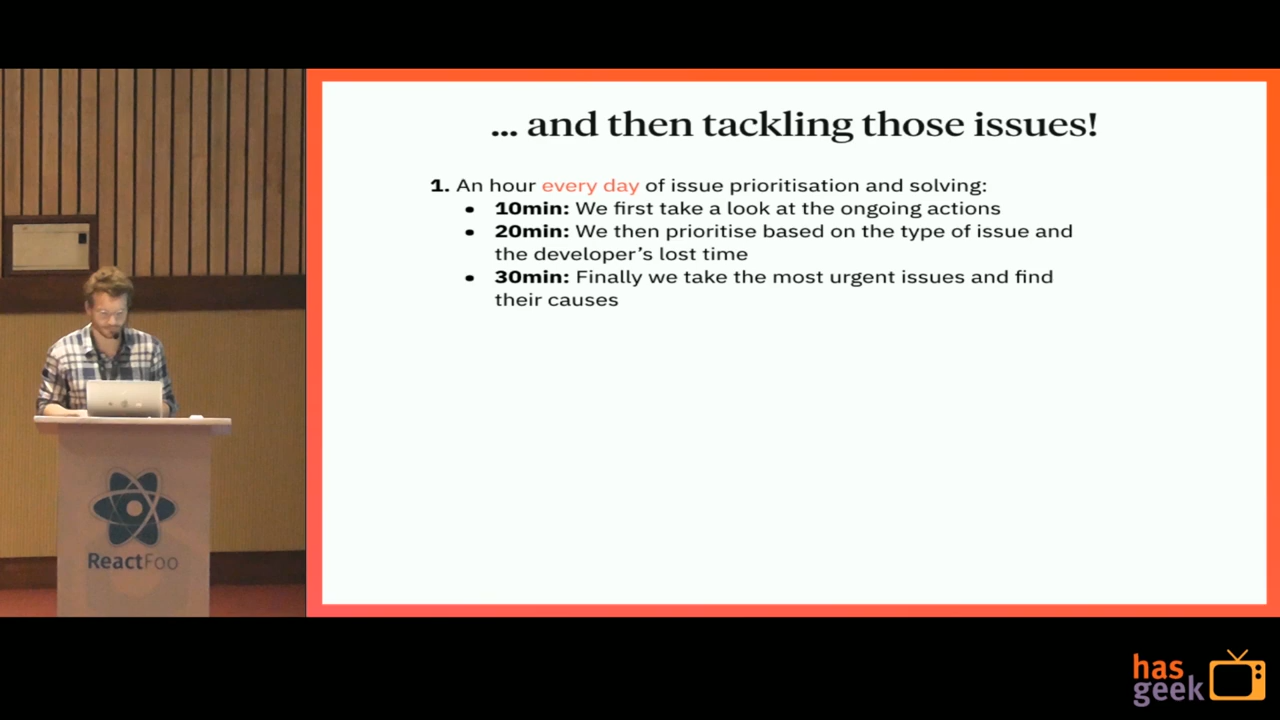 ... and then tackling those issues!
1. An hour every day of issue prioritisation and solving:
• 10min: We first take a look at the ongoing actions
• 20min: We then prioritise based on the type of issue and
the developer's lost time
• 30min: Finally we take the most urgent issues and find
their causes
ReactFoo
has
geek